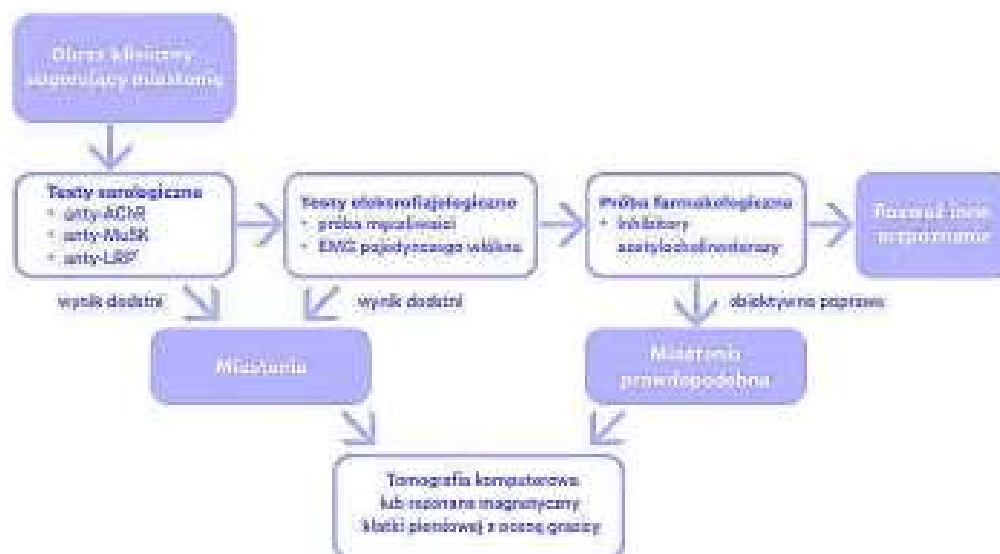 Obraz kliniczny
sugerujący miastenię
Testy serologiczne
• anty-AChR
• anty-MuSK
• anty-LRP
Testy elektrofizjologiczne
• próba męczliwości
• EMG pojedynczego włókna
Próba farmakologiczna
• inhibitory
acetylocholinesterazy
Rozważ inne
rozpoznanie
wynik dodatni
wynik dodatni
obiektywna poprawa
Miastenia
Miastenia
prawdopodobna
Tomografia komputerowa
lub rezonans magnetyczny
klatki piersiowej z oceną grasicy